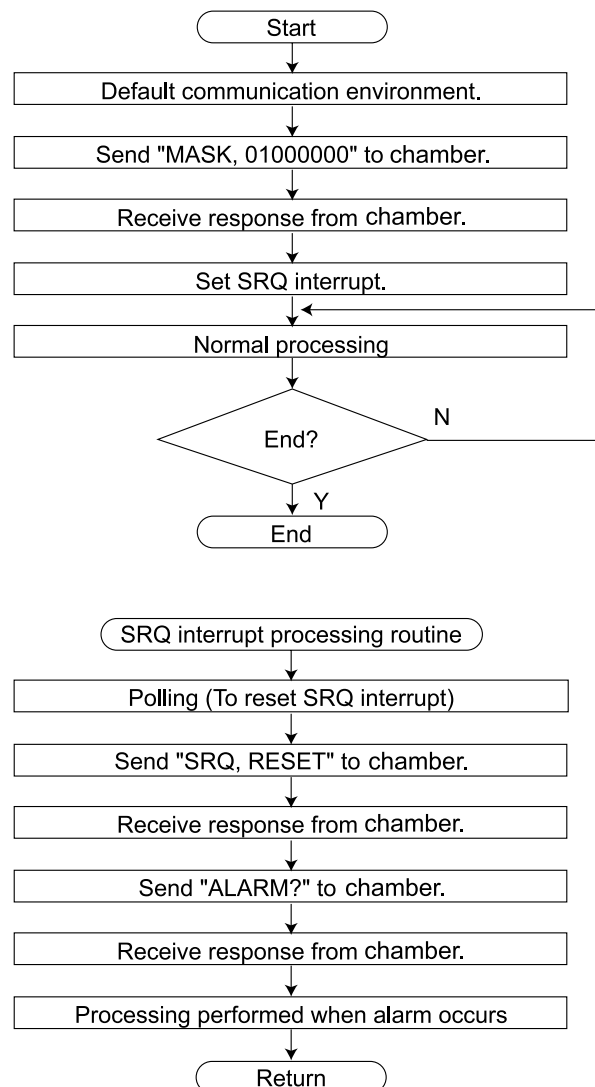 Start
Default communication environment.
Send "MASK, 01000000" to chamber.
Receive response from chamber.
Set SRQ interrupt.
Normal processing
End?
N
Y
End
SRQ interrupt processing routine
Polling (To reset SRQ interrupt)
Send "SRQ, RESET" to chamber.
Receive response from chamber.
Send "ALARM?" to chamber.
Receive response from chamber.
Processing performed when alarm occurs
Return